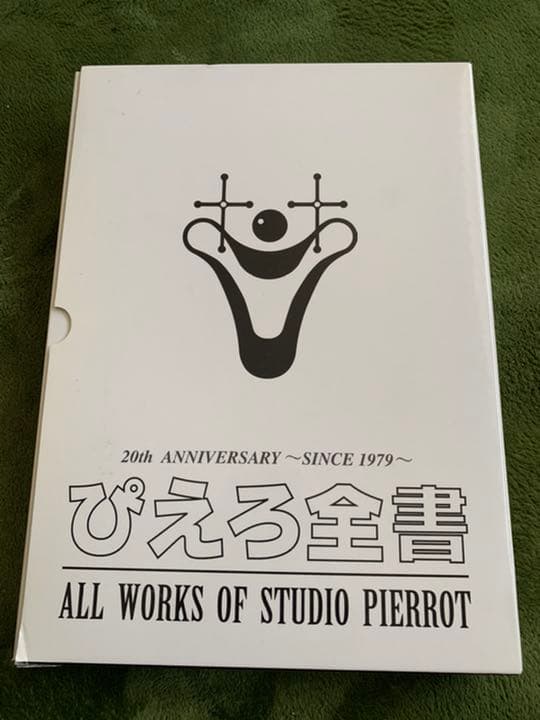 20th ANNIVERSARY ～SINCE 1979～
ぴえろ全書
ALL WORKS OF STUDIO PIERROT